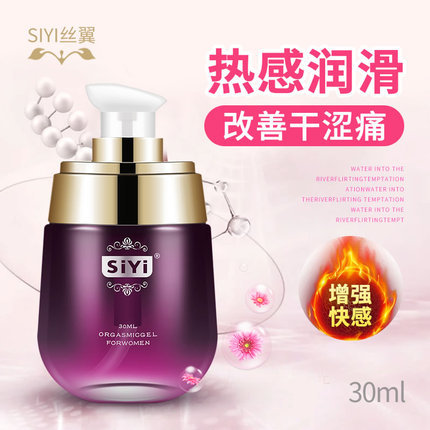 SIYI丝翼
热感润滑
改善干涩痛
WATER INTO THE
RIVERFLIRTINGTEMPTATION
ATIONWATER INTO
THERIVERFLIRTING TEMPTATION
WATER INTO THE
RIVERFLIRTINGTEMPT
SiYi®
30ML
ORGASMICGEL
FORWOMEN
增强
快感
30ml